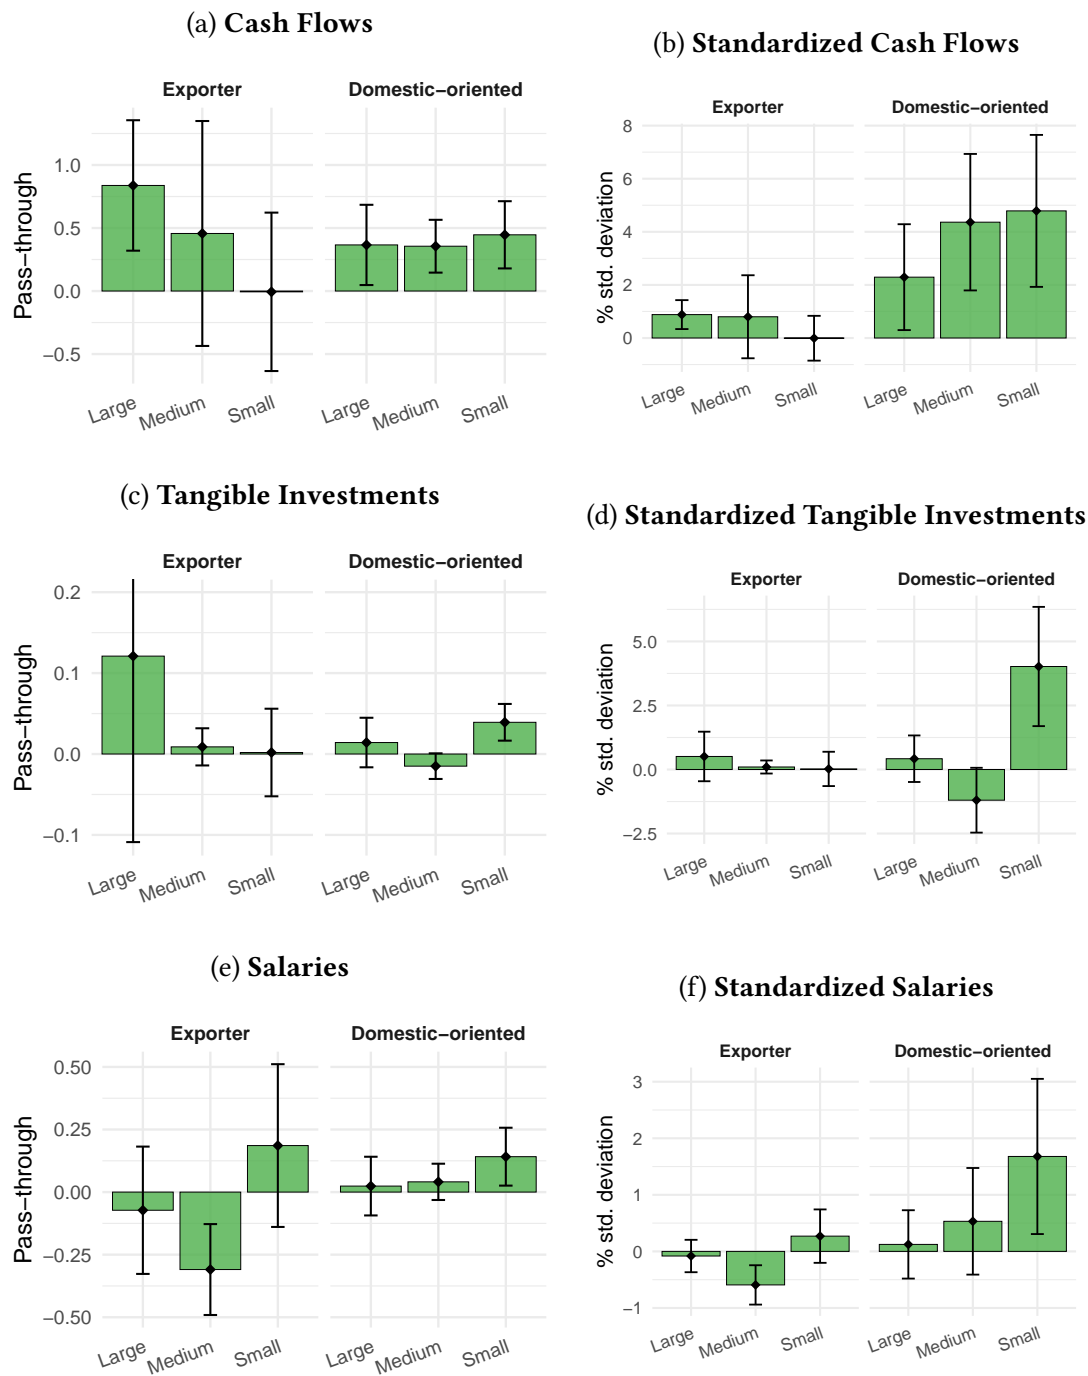 (a) Cash Flows
Exporter Domestic−oriented
Pass−through
1.0
0.5
0.0
−0.5
Large Medium Small Large Medium Small
(b) Standardized Cash Flows
Exporter Domestic−oriented
% std. deviation
8
6
4
2
0
Large Medium Small Large Medium Small
(c) Tangible Investments
Exporter Domestic−oriented
Pass−through
0.2
0.1
0.0
−0.1
Large Medium Small Large Medium Small
(d) Standardized Tangible Investments
Exporter Domestic−oriented
% std. deviation
5.0
2.5
0.0
−2.5
Large Medium Small Large Medium Small
(e) Salaries
Exporter Domestic−oriented
Pass−through
0.50
0.25
0.00
−0.25
−0.50
Large Medium Small Large Medium Small
(f) Standardized Salaries
Exporter Domestic−oriented
% std. deviation
3
2
1
0
−1
Large Medium Small Large Medium Small